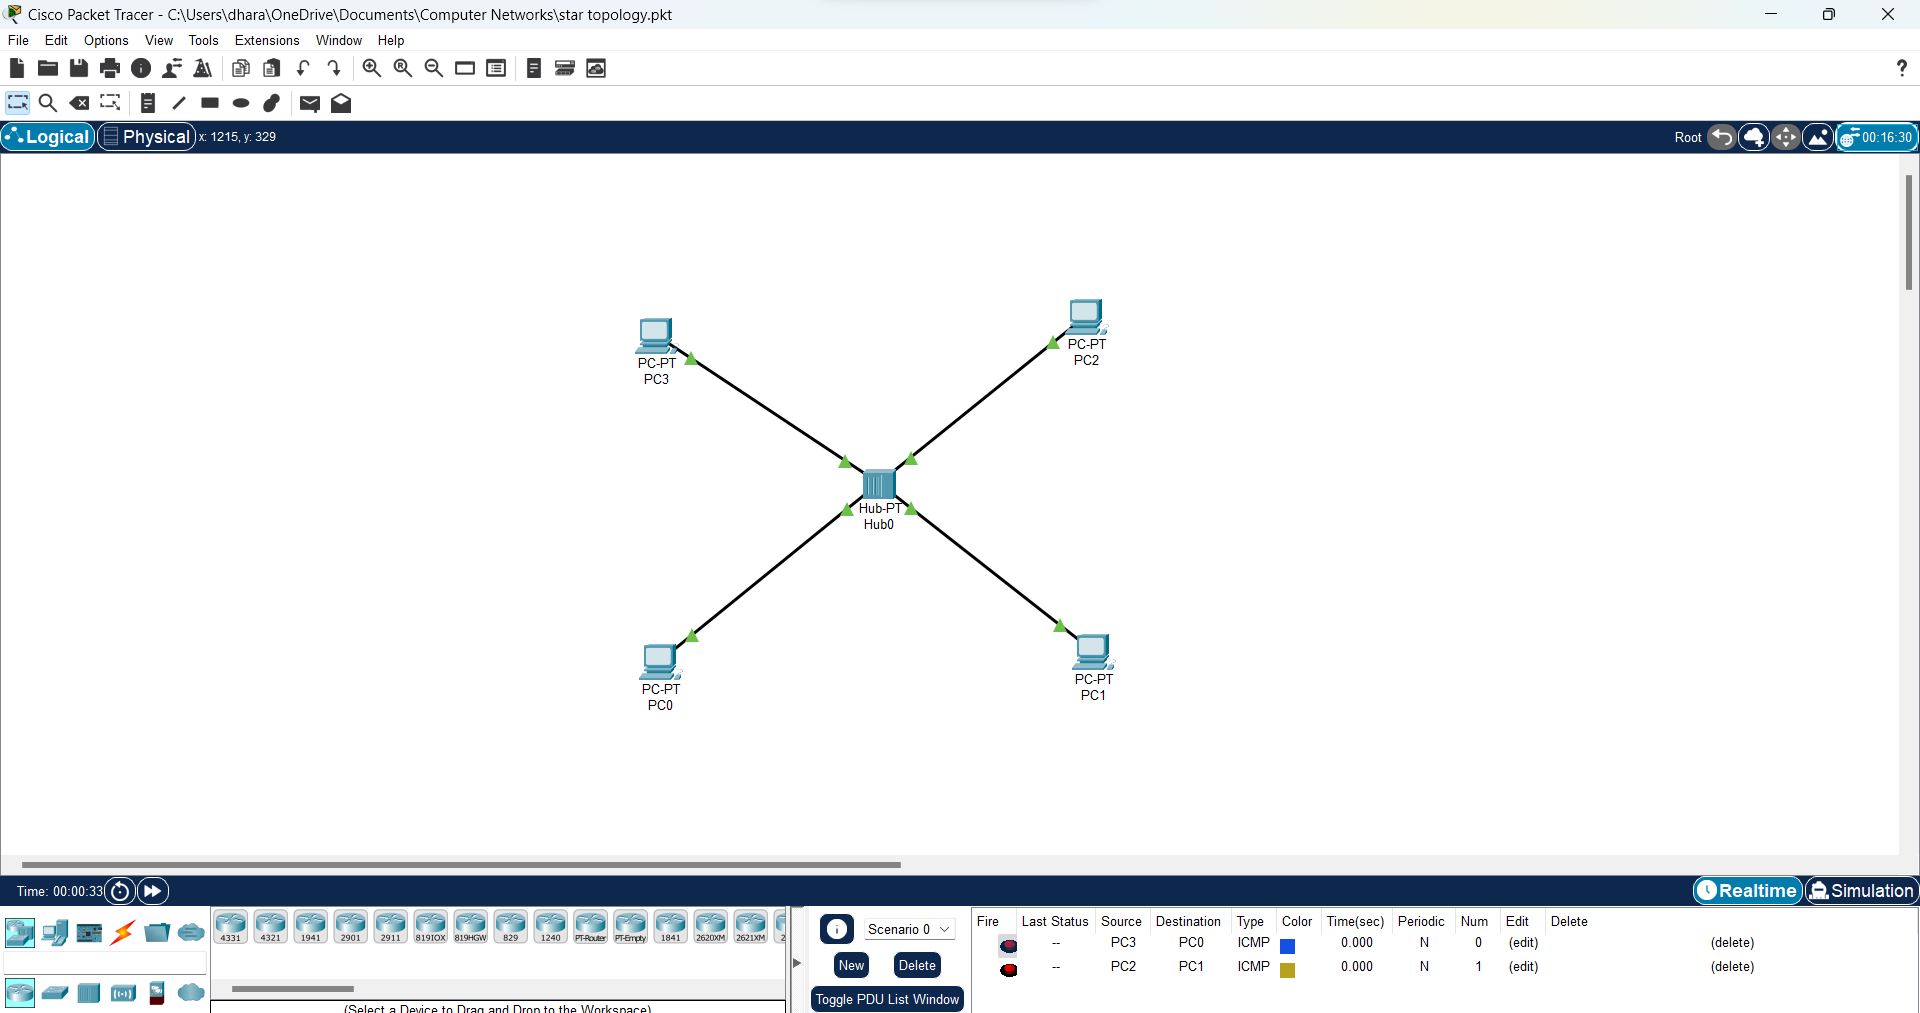 Cisco Packet Tracer - C:\Users\dhara\OneDrive\Documents\Computer Networks\star topology.pkt
File Edit Options View Tools Extensions Window Help
?
Logical Physical x: 1215, y: 329 Root 00:16:30
PC-PT
PC2
PC-PT
PC3
Hub-PT
Hub0
PC-PT
PC1
PC-PT
PC0
Time: 00:00:33 Realtime Simulation
4331 4321 1941 2901 2911 819IOX 819HGW 829 1240 PT-Router PT-Empty 1841 2620XM 2621XM 2
(Select a Device to Drag and Drop to the Workspace)
Scenario 0
New Delete
Toggle PDU List Window
Fire Last Status Source Destination Type Color Time(sec) Periodic Num Edit Delete
-- PC3 PC0 ICMP 0.000 N 0 (edit) (delete)
-- PC2 PC1 ICMP 0.000 N 1 (edit) (delete)